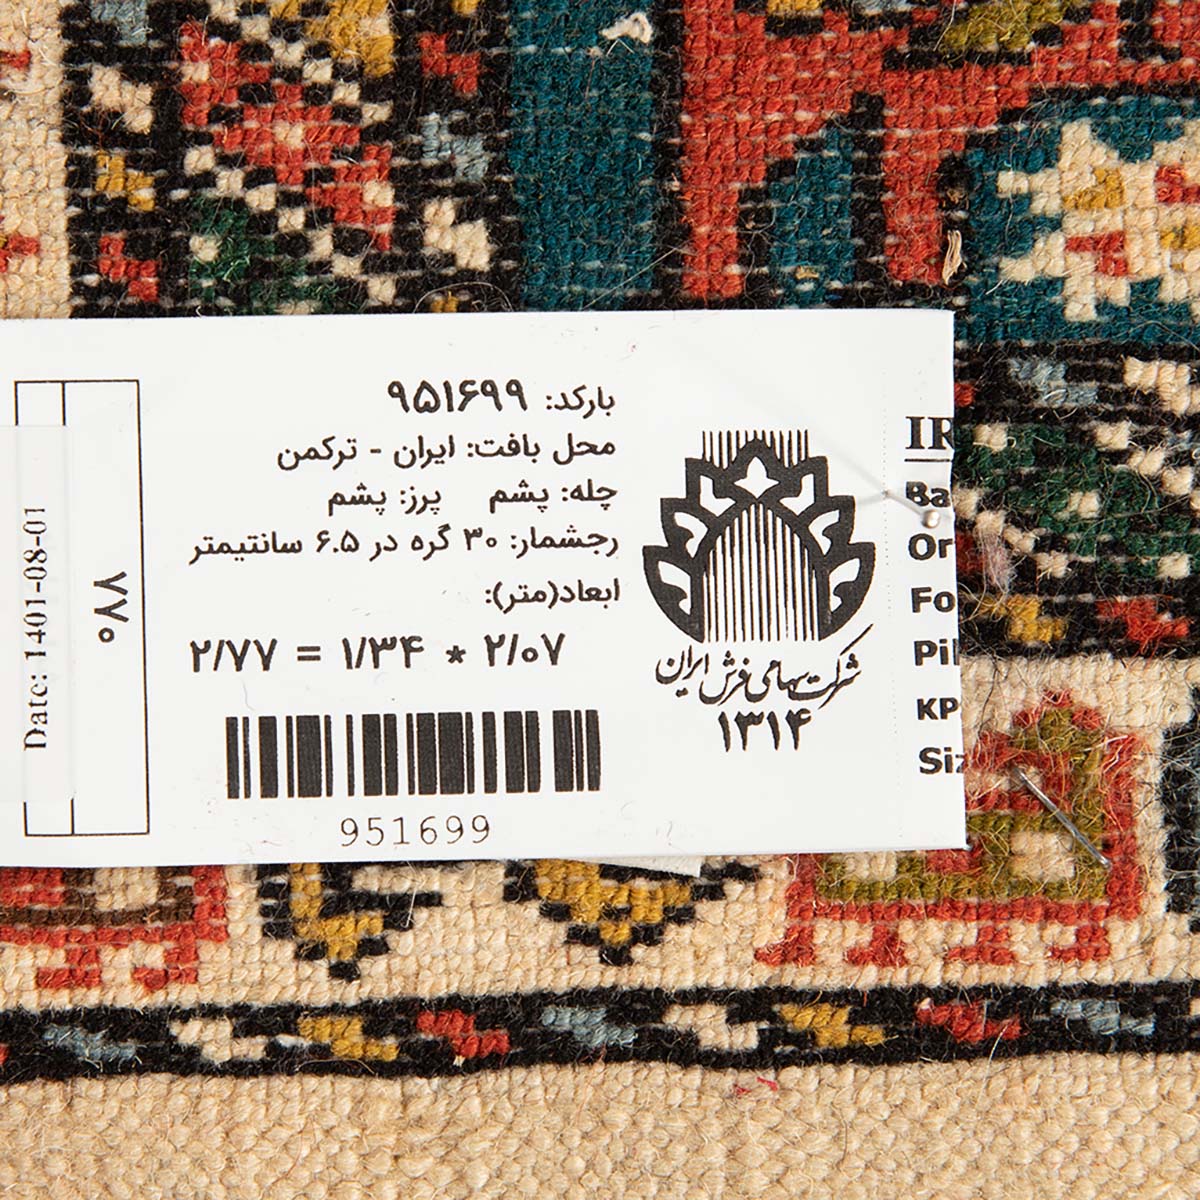 بارکد: ۹۵۱۶۹۹
محل بافت: ایران - ترکمن
چله: پشم پرز: پشم
رجشمار: ۳۰ گره در ۶.۵ سانتیمتر
ابعاد(متر):
۲/۷۷ = ۱/۳۴ * ۲/۰۷
951699
شرکت سهامی فرش ایران
۱۳۱۴
IR
Ba
Or
Fo
Pil
KP
Siz
۷۷۰
Date: 1401-08-01